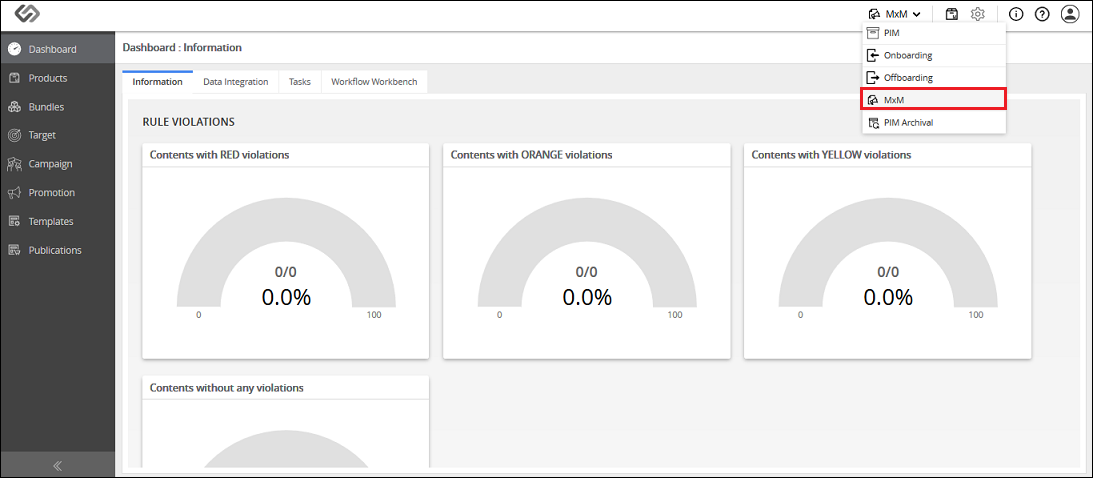 MxM
PIM
Onboarding
Offboarding
MxM
PIM Archival
Dashboard
Products
Bundles
Target
Campaign
Promotion
Templates
Publications
Dashboard : Information
Information Data Integration Tasks Workflow Workbench
RULE VIOLATIONS
Contents with RED violations
0/0
0.0%
0 100
Contents with ORANGE violations
0/0
0.0%
0 100
Contents with YELLOW violations
0/0
0.0%
0 100
Contents without any violations